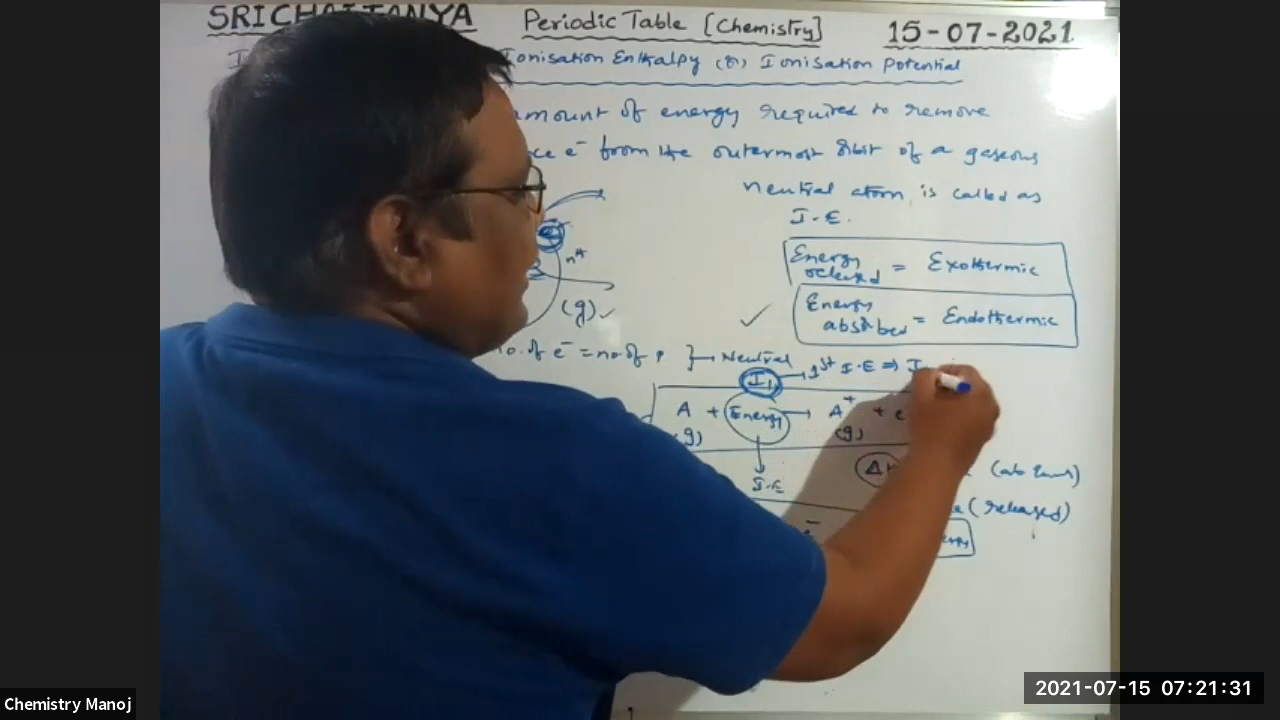 SRICHAITANYA Periodic Table [Chemistry] 15-07-2021
Ionisation Enthalpy (or) Ionisation Potential
amount of energy required to remove
e⁻ from the outermost orbit of a gaseous
neutral atom, is called as
I.E.
nᵗʰ
(g) ✓
Energy released = Exothermic
✓ Energy absorbed = Endothermic
no. of e⁻ = no of p } → Neutral
I₁ → 1st I.E ⇒ I
A + Energy → A⁺ + e
(g) (g)
I.E
(released)
e⁻
Chemistry Manoj
2021-07-15 07:21:31